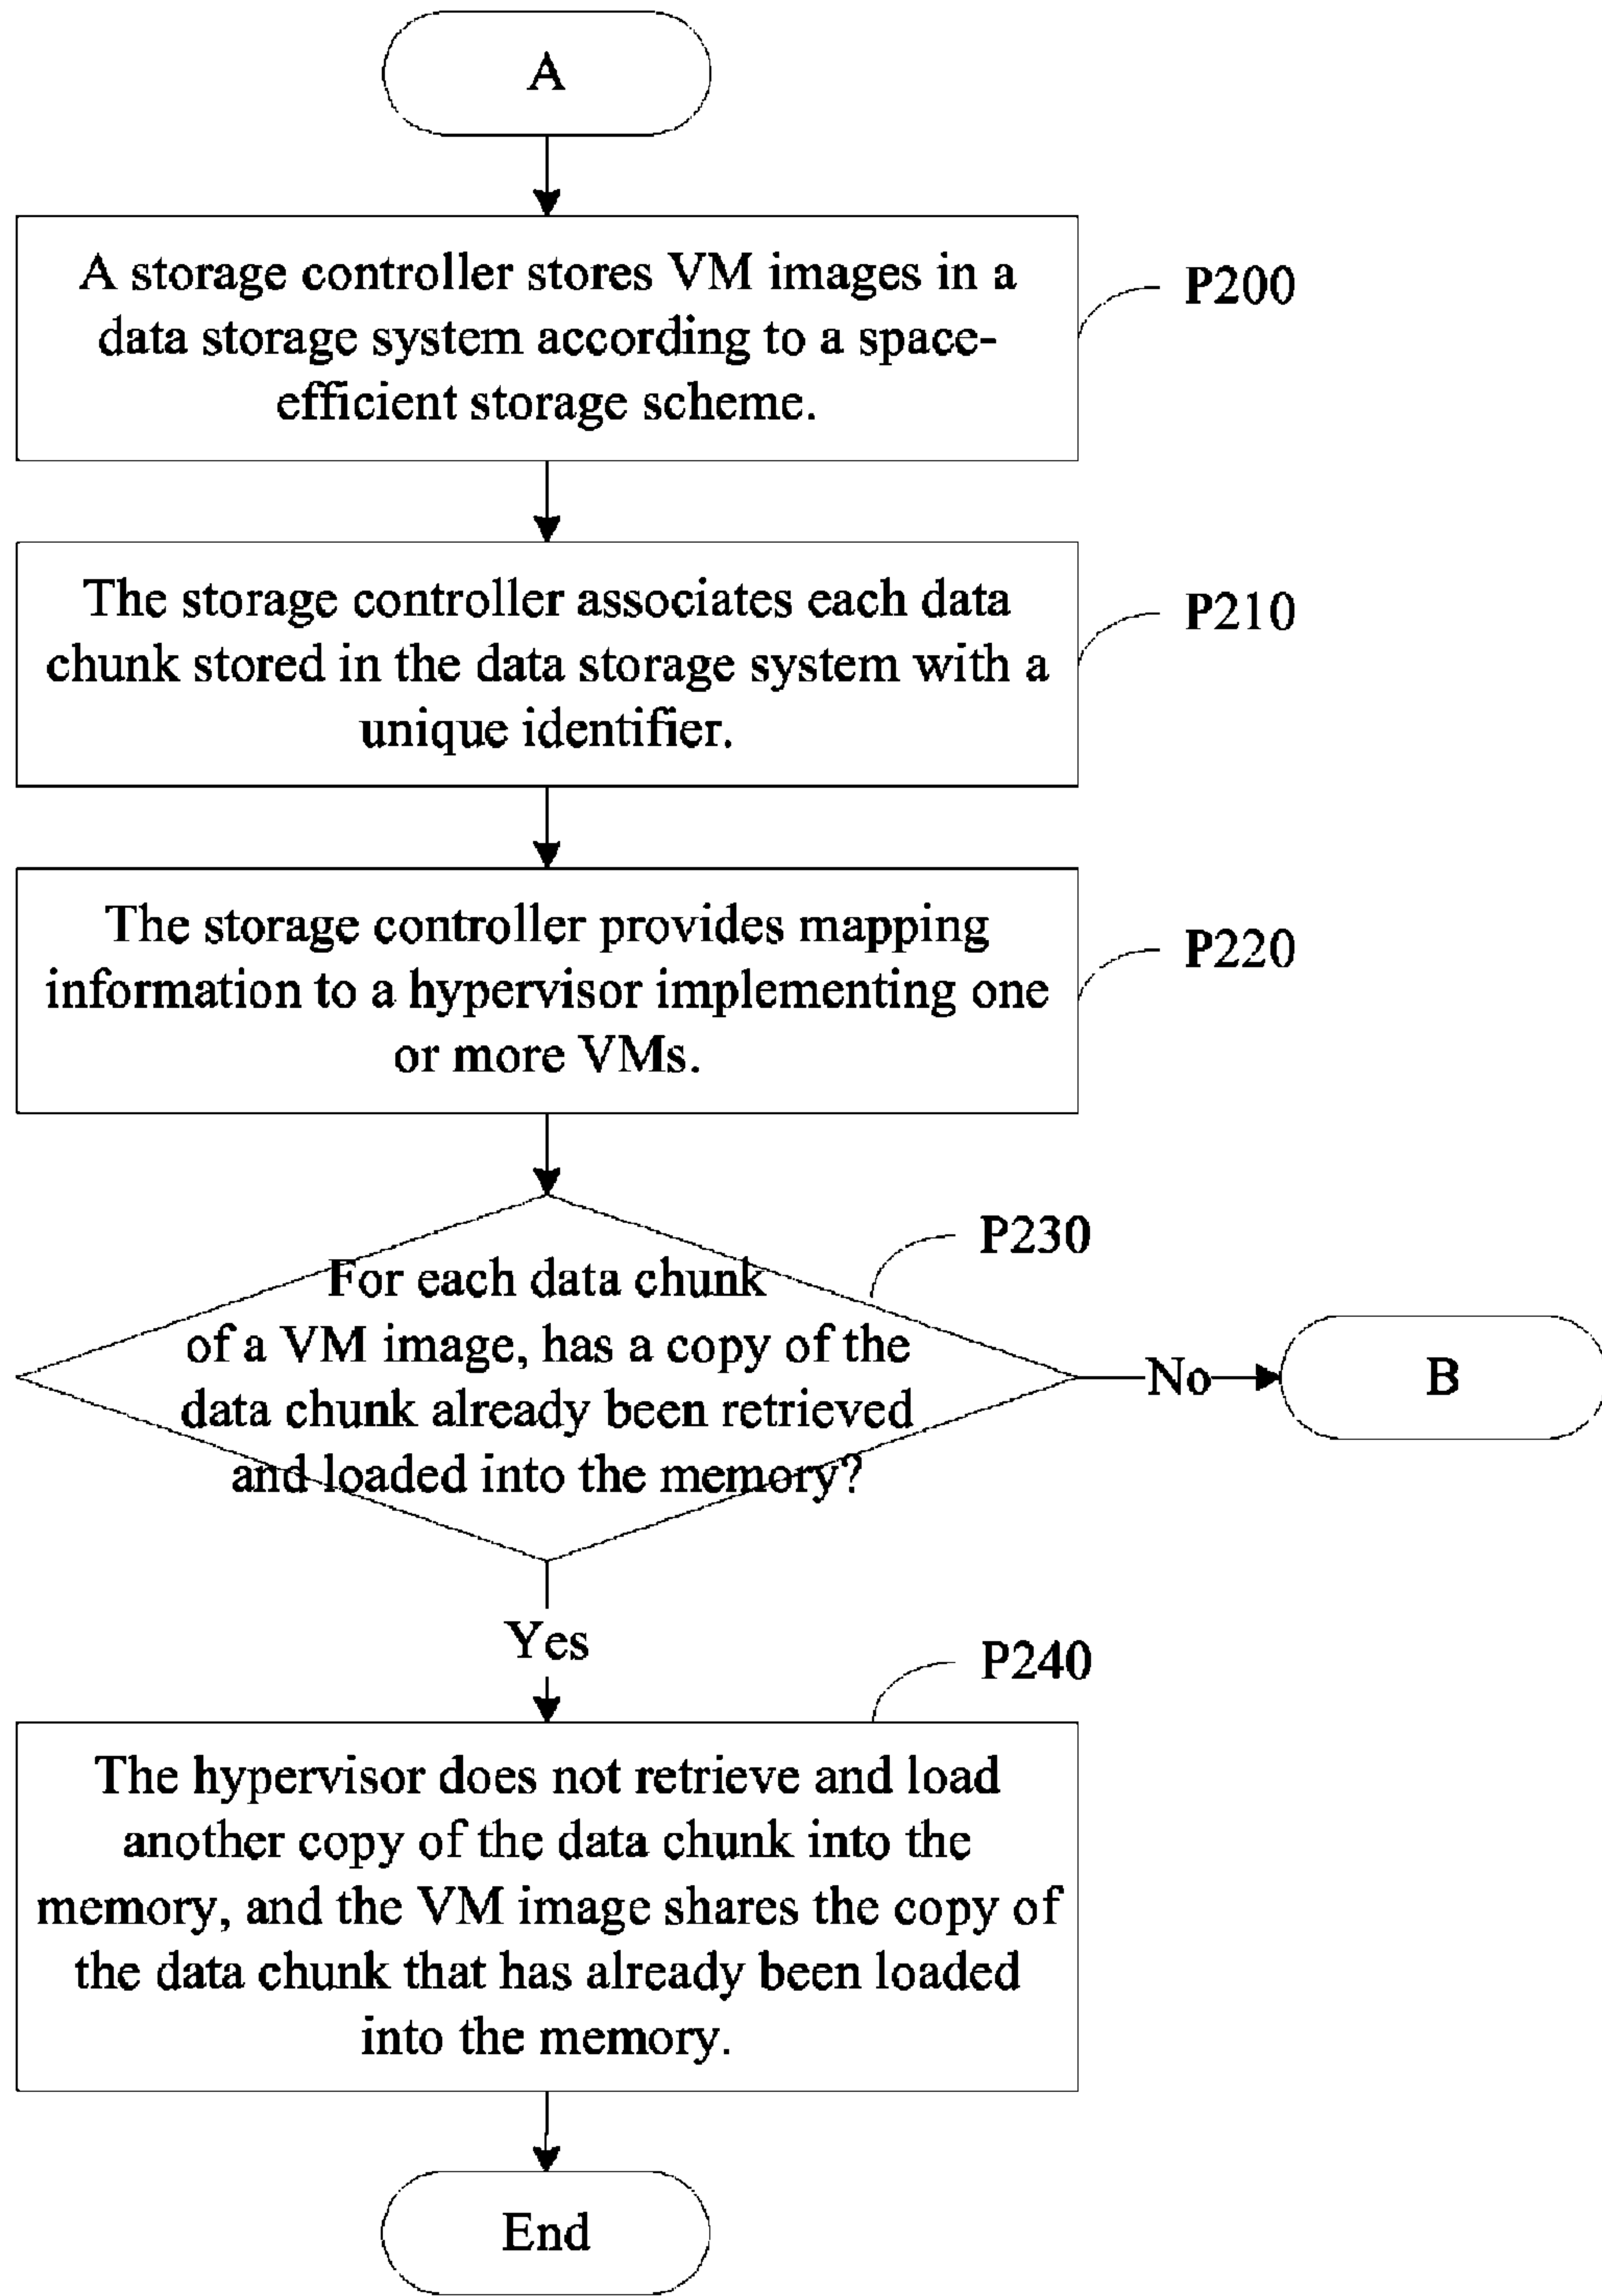 A
A storage controller stores VM images in a
data storage system according to a space-
efficient storage scheme.
P200
The storage controller associates each data
chunk stored in the data storage system with a
unique identifier.
P210
The storage controller provides mapping
information to a hypervisor implementing one
or more VMs.
P220
P230
For each data chunk
of a VM image, has a copy of the
data chunk already been retrieved
and loaded into the memory?
No
B
Yes
P240
The hypervisor does not retrieve and load
another copy of the data chunk into the
memory, and the VM image shares the copy of
the data chunk that has already been loaded
into the memory.
End